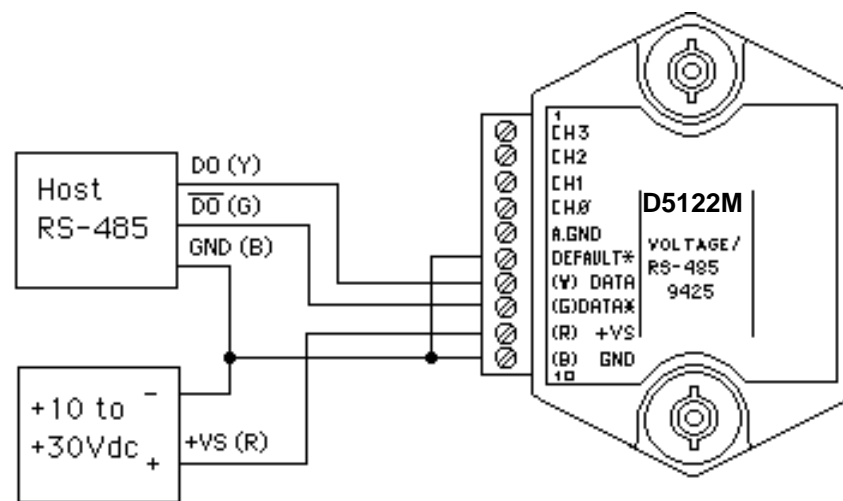 Host
RS-485
DO (Y)
DO (G)
GND (B)
+10 to -
+30Vdc +
+VS (R)
1
CH3
CH2
CH1
CH0
A.GND
DEFAULT*
(Y) DATA
(G)DATA*
(R) +VS
(B) GND
10
D5122M
VOLTAGE/
RS-485
9425